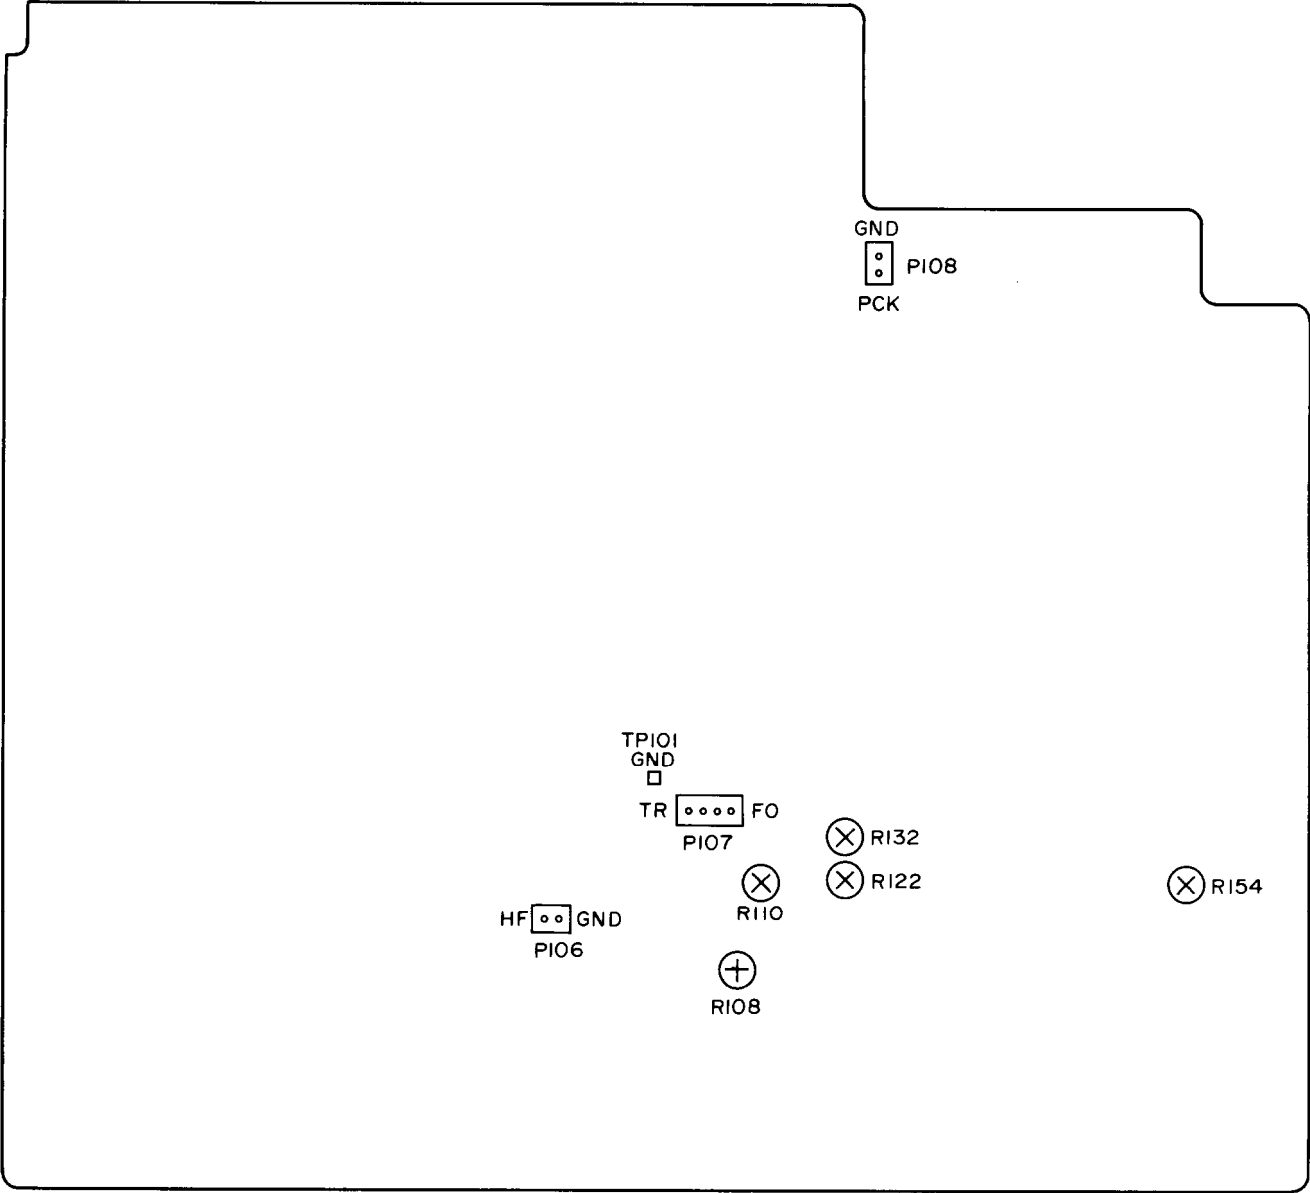 GND
P108
PCK
TP101
GND
TR FO
P107
R132
R122
R154
R110
HF GND
P106
R108